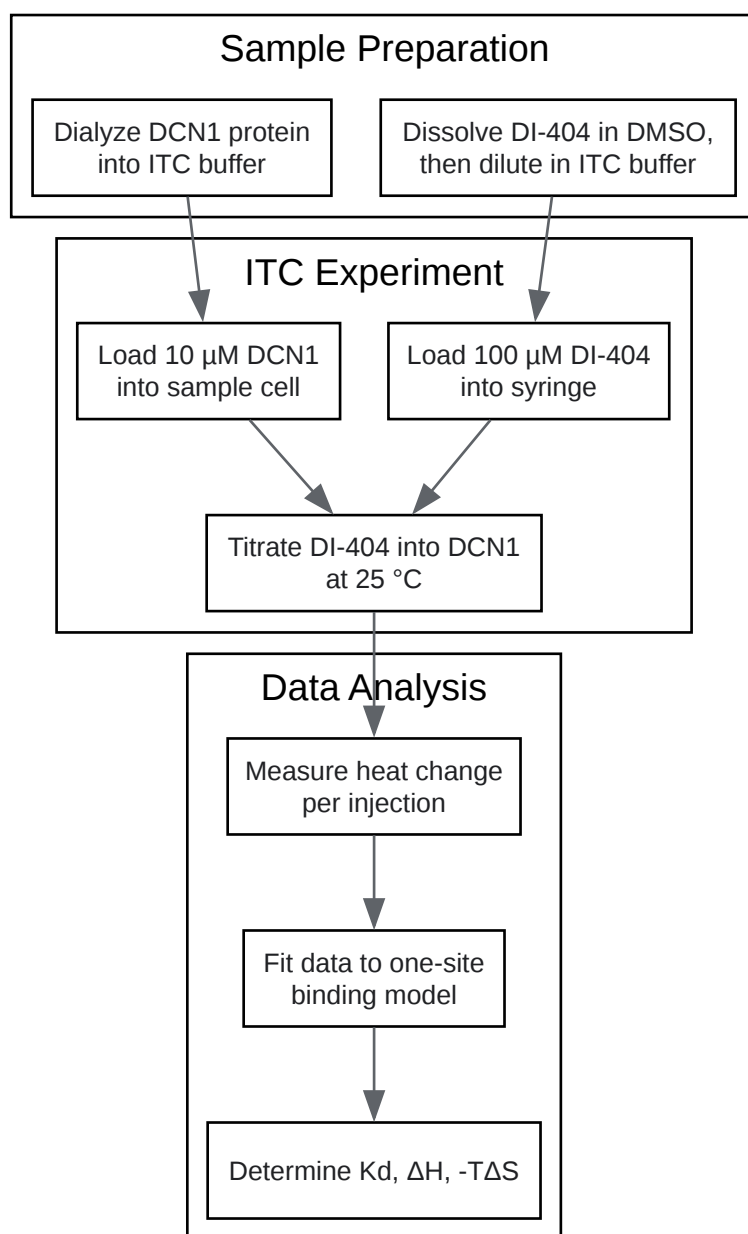 Sample Preparation
Dialyze DCN1 protein
into ITC buffer
Dissolve DI-404 in DMSO,
then dilute in ITC buffer
ITC Experiment
Load 10 µM DCN1
into sample cell
Load 100 µM DI-404
into syringe
Titrate DI-404 into DCN1
at 25 °C
Data Analysis
Measure heat change
per injection
Fit data to one-site
binding model
Determine Kd, ΔH, -TΔS